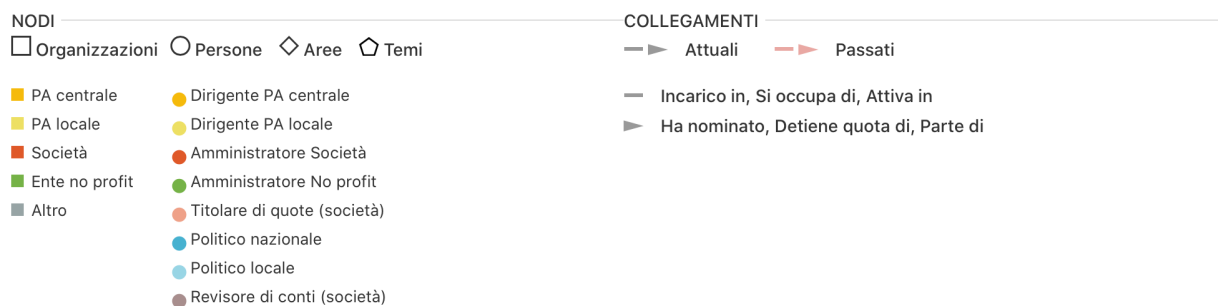 NODI
Organizzazioni Persone Aree Temi
PA centrale
PA locale
Società
Ente no profit
Altro
Dirigente PA centrale
Dirigente PA locale
Amministratore Società
Amministratore No profit
Titolare di quote (società)
Politico nazionale
Politico locale
Revisore di conti (società)
COLLEGAMENTI
Attuali Passati
Incarico in, Si occupa di, Attiva in
Ha nominato, Detiene quota di, Parte di